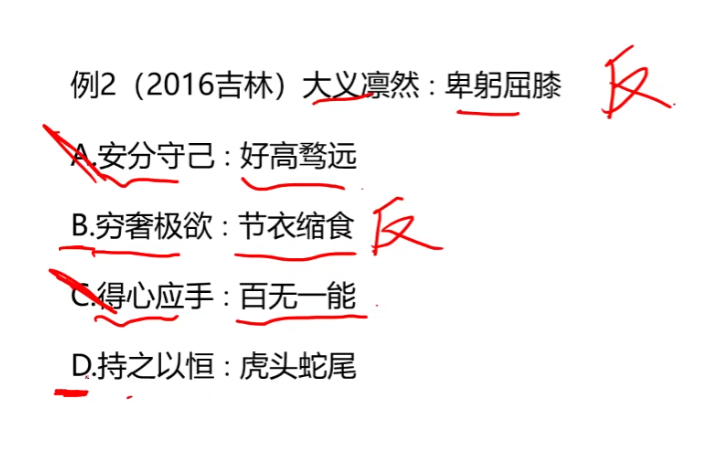 例2（2016吉林）大义凛然：卑躬屈膝 反
A.安分守己：好高骛远
B.穷奢极欲：节衣缩食 反
C.得心应手：百无一能
D.持之以恒：虎头蛇尾